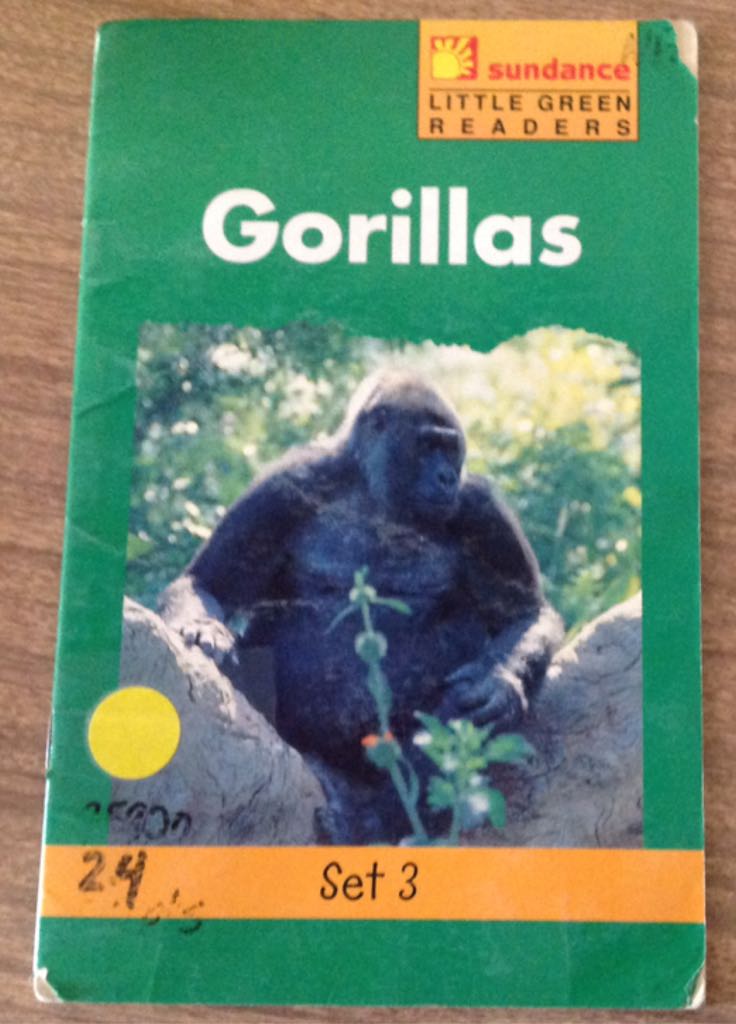 sundance
LITTLE GREEN
READERS
Gorillas
24
Set 3